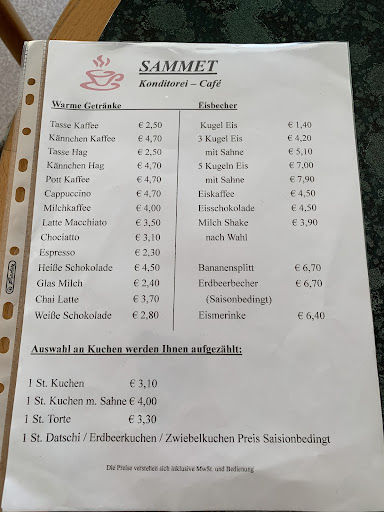 SAMMET
Konditorei – Café
Warme Getränke
Tasse Kaffee € 2,50
Kännchen Kaffee € 4,70
Tasse Hag € 2,50
Kännchen Hag € 4,70
Pott Kaffee € 4,70
Cappuccino € 4,70
Milchkaffee € 4,00
Latte Macchiato € 3,50
Chociatto € 3,10
Espresso € 2,30
Heiße Schokolade € 4,50
Glas Milch € 2,40
Chai Latte € 3,70
Weiße Schokolade € 2,80
Eisbecher
Kugel Eis € 1,40
3 Kugel Eis € 4,20
mit Sahne € 5,10
5 Kugeln Eis € 7,00
mit Sahne € 7,90
Eiskaffee € 4,50
Eisschokolade € 4,50
Milch Shake € 3,90
nach Wahl
Bananensplitt € 6,70
Erdbeerbecher € 6,70
(Saisonbedingt)
Eismerinke € 6,40
Auswahl an Kuchen werden Ihnen aufgezählt:
1 St. Kuchen € 3,10
1 St. Kuchen m. Sahne € 4,00
1 St. Torte € 3,30
1 St. Datschi / Erdbeerkuchen / Zwiebelkuchen Preis Saisionbedingt
Die Preise verstehen sich inklusive MwSt. und Bedienung